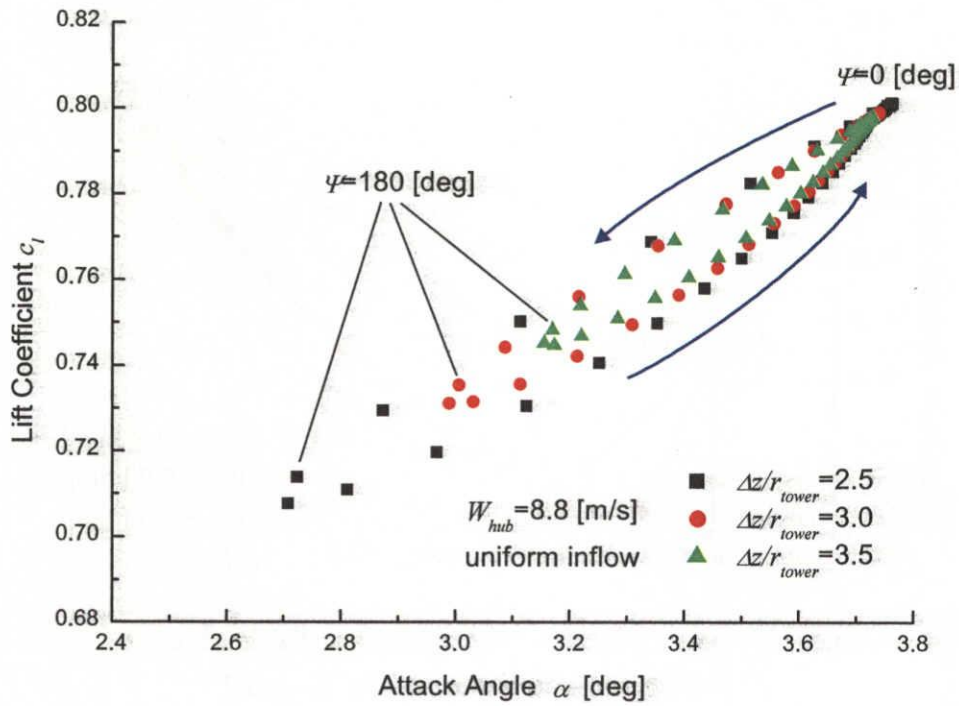 0.82
0.80
0.78
0.76
0.74
0.72
0.70
0.68
Lift Coefficient c_l
Ψ=0 [deg]
Ψ=180 [deg]
W_hub=8.8 [m/s]
uniform inflow
Δz/r_tower=2.5
Δz/r_tower=3.0
Δz/r_tower=3.5
2.4 2.6 2.8 3.0 3.2 3.4 3.6 3.8
Attack Angle α [deg]